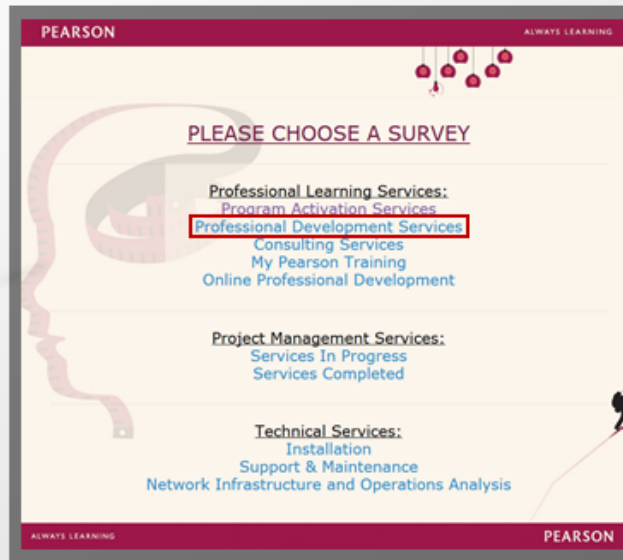 PEARSON
ALWAYS LEARNING
PLEASE CHOOSE A SURVEY
Professional Learning Services:
Program Activation Services
Professional Development Services
Consulting Services
My Pearson Training
Online Professional Development
Project Management Services:
Services In Progress
Services Completed
Technical Services:
Installation
Support & Maintenance
Network Infrastructure and Operations Analysis
ALWAYS LEARNING
PEARSON